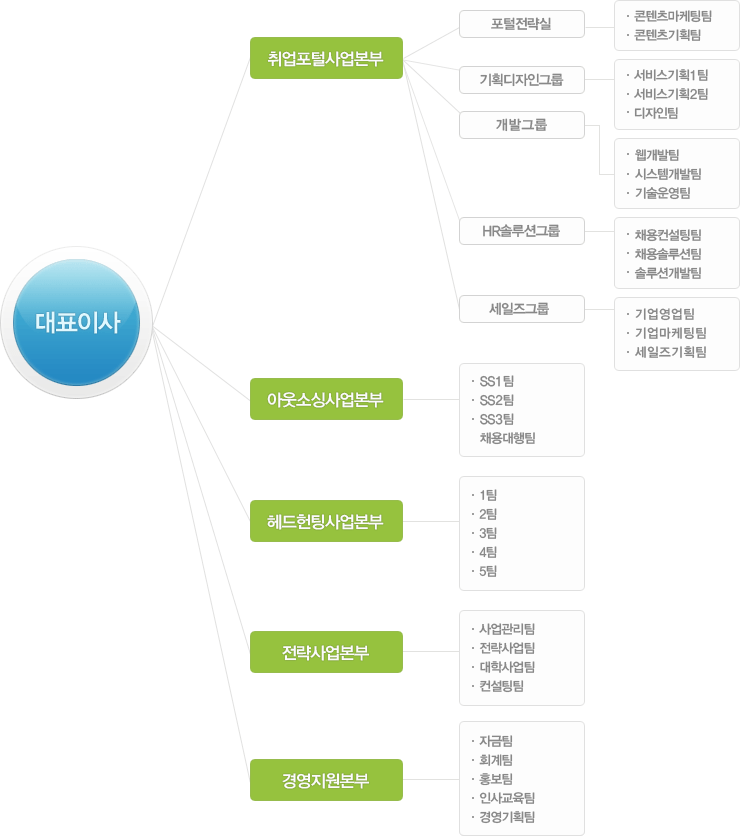 대표이사
취업포털사업본부
포털전략실
· 콘텐츠마케팅팀
· 콘텐츠기획팀
기획디자인그룹
· 서비스기획1팀
· 서비스기획2팀
· 디자인팀
개발그룹
· 웹개발팀
· 시스템개발팀
· 기술운영팀
HR솔루션그룹
· 채용컨설팅팀
· 채용솔루션팀
· 솔루션개발팀
세일즈그룹
· 기업영업팀
· 기업마케팅팀
· 세일즈기획팀
아웃소싱사업본부
· SS1팀
· SS2팀
· SS3팀
채용대행팀
헤드헌팅사업본부
· 1팀
· 2팀
· 3팀
· 4팀
· 5팀
전략사업본부
· 사업관리팀
· 전략사업팀
· 대학사업팀
· 컨설팅팀
경영지원본부
· 자금팀
· 회계팀
· 홍보팀
· 인사교육팀
· 경영기획팀